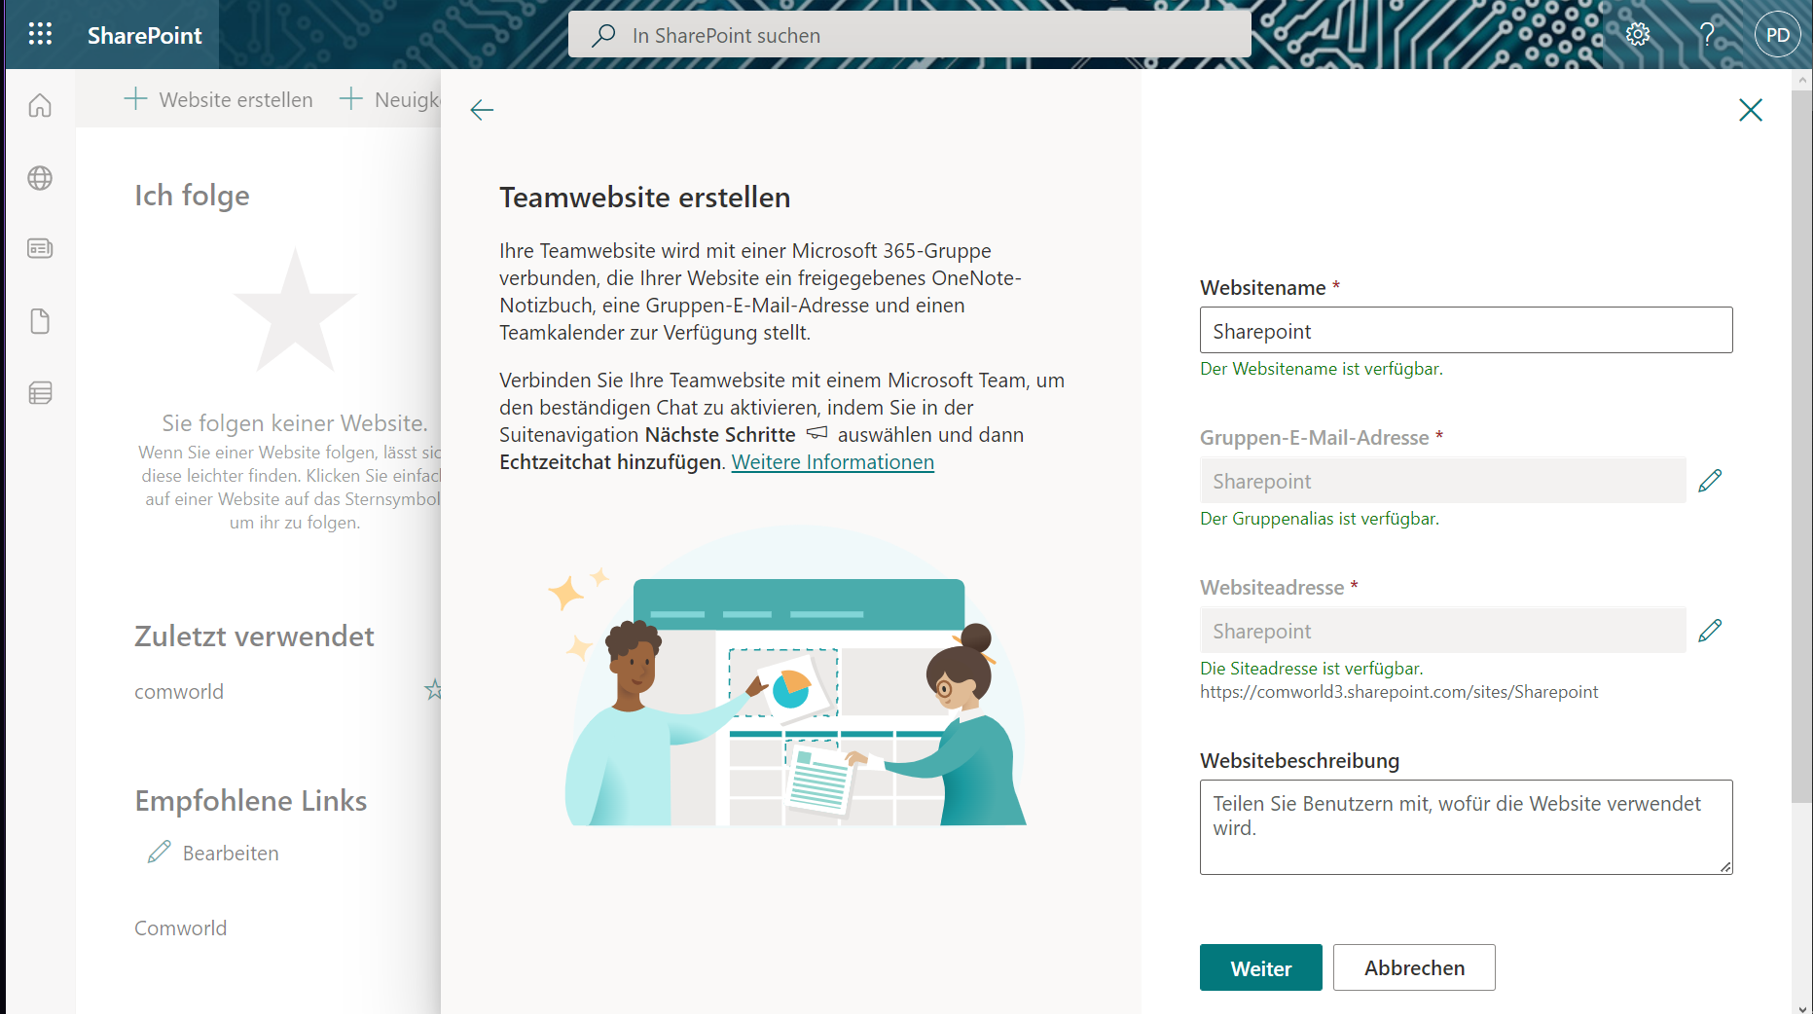 SharePoint
In SharePoint suchen
PD
Website erstellen
Ich folge
Sie folgen keiner Website.
Wenn Sie einer Website folgen, lässt
diese leichter finden. Klicken Sie
auf einer Website auf das Sternsymbol
um ihr zu folgen.
Zuletzt verwendet
comworld
Empfohlene Links
Bearbeiten
Comworld
Teamwebsite erstellen
Ihre Teamwebsite wird mit einer Microsoft 365-Gruppe
verbunden, die Ihrer Website ein freigegebenes OneNote-
Notizbuch, eine Gruppen-E-Mail-Adresse und einen
Teamkalender zur Verfügung stellt.
Verbinden Sie Ihre Teamwebsite mit einem Microsoft Team, um
den beständigen Chat zu aktivieren, indem Sie in der
Suitenavigation Nächste Schritte auswählen und dann
Echtzeitchat hinzufügen. Weitere Informationen
Websitename *
Sharepoint
Der Websitename ist verfügbar.
Gruppen-E-Mail-Adresse *
Sharepoint
Der Gruppenalias ist verfügbar.
Websiteadresse *
Sharepoint
Die Siteadresse ist verfügbar.
https://comworld3.sharepoint.com/sites/Sharepoint
Websitebeschreibung
Teilen Sie Benutzern mit, wofür die Website verwendet
wird.
Weiter
Abbrechen